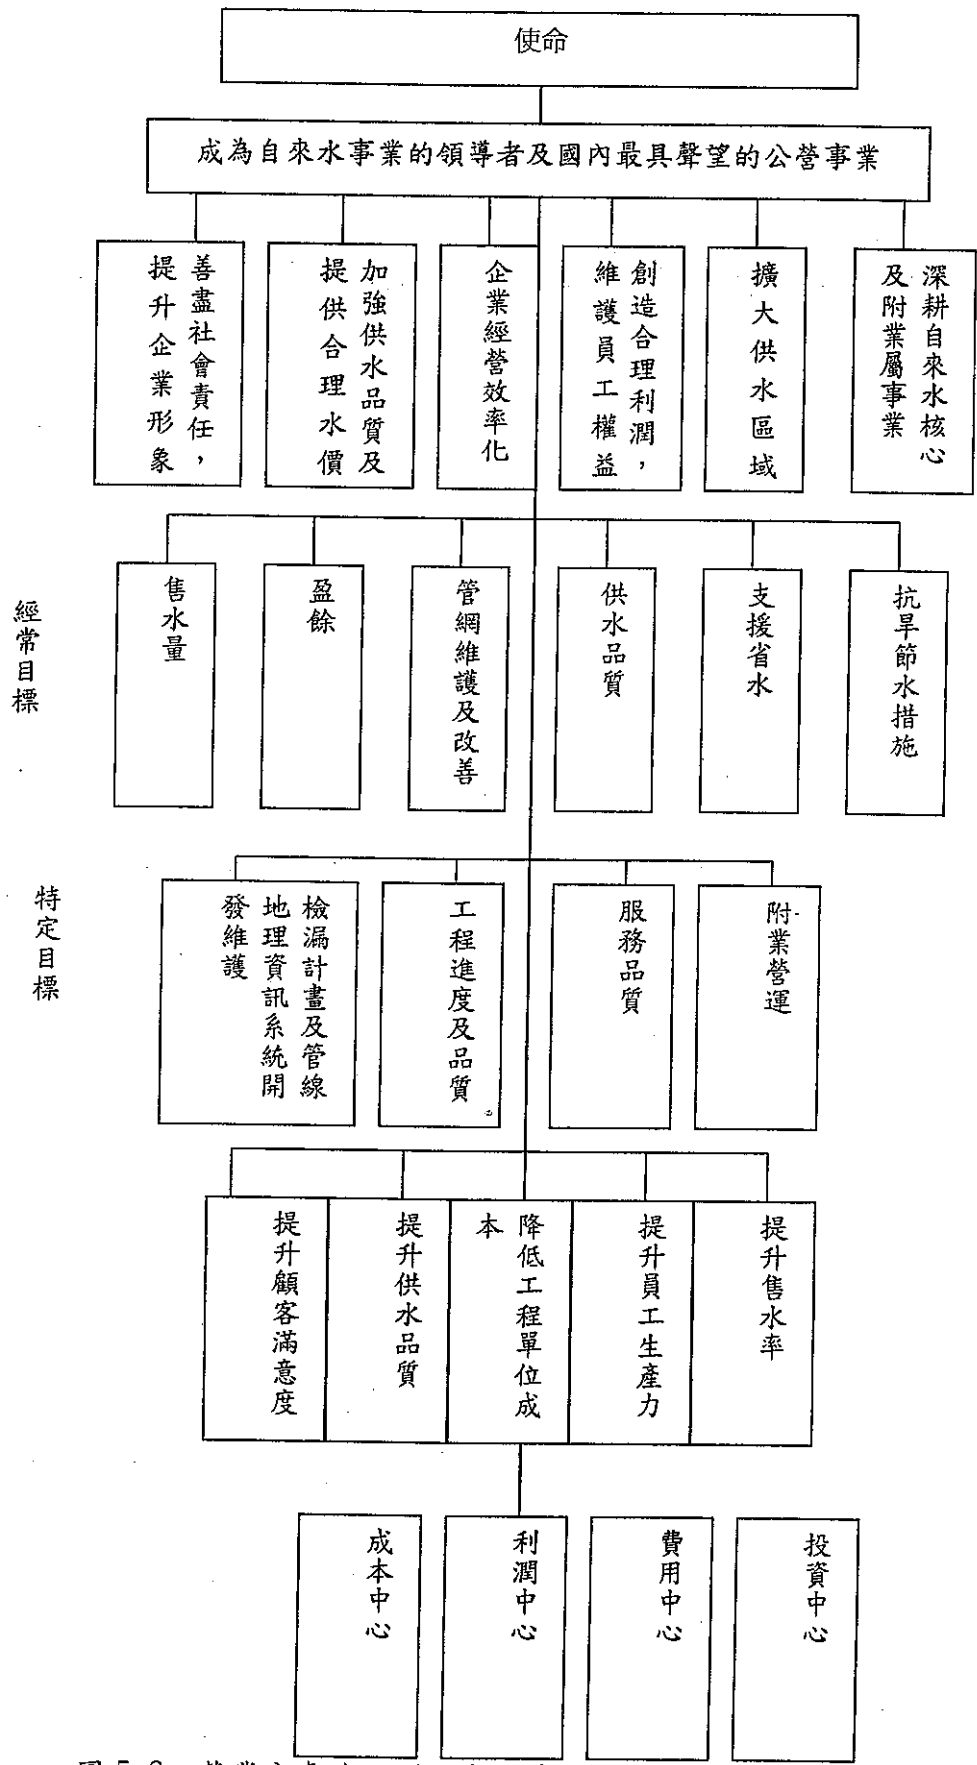 使命
成為自來水事業的領導者及國內最具聲望的公營事業
善盡社會責任，
提升企業形象
加強供水品質及
提供合理水價
企業經營效率化
創造合理利潤，
維護員工權益
擴大供水區域
深耕自來水核心
及附業屬事業
經常目標
售水量
盈餘
管網維護及改善
供水品質
支援省水
抗旱節水措施
特定目標
檢漏計畫及管線
地理資訊系統開
發維護
工程進度及品質
服務品質
附業營運
提升顧客滿意度
提升供水品質
降低工程單位成
本
提升員工生產力
提升售水率
成本中心
利潤中心
費用中心
投資中心